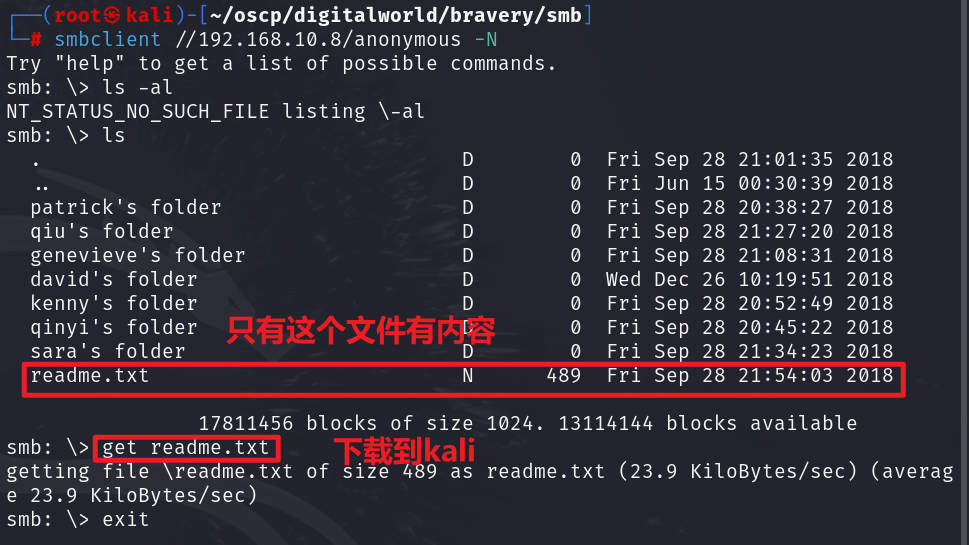 ┌──(root㉿kali)-[~/oscp/digitalworld/bravery/smb]
└─# smbclient //192.168.10.8/anonymous -N
Try "help" to get a list of possible commands.
smb: \> ls -al
NT_STATUS_NO_SUCH_FILE listing \-al
smb: \> ls
  .                                   D        0  Fri Sep 28 21:01:35 2018
  ..                                  D        0  Fri Jun 15 00:30:39 2018
  patrick's folder                    D        0  Fri Sep 28 20:38:27 2018
  qiu's folder                        D        0  Fri Sep 28 21:27:20 2018
  genevieve's folder                  D        0  Fri Sep 28 21:08:31 2018
  david's folder                      D        0  Wed Dec 26 10:19:51 2018
  kenny's folder                      D        0  Fri Sep 28 20:52:49 2018
  qinyi's folder                      D        0  Fri Sep 28 20:45:22 2018
只有这个文件有内容
  sara's folder                       D        0  Fri Sep 28 21:34:23 2018
  readme.txt                          N      489  Fri Sep 28 21:54:03 2018
                17811456 blocks of size 1024. 13114144 blocks available
smb: \> get readme.txt
下载到kali
getting file \readme.txt of size 489 as readme.txt (23.9 KiloBytes/sec) (averag
e 23.9 KiloBytes/sec)
smb: \> exit